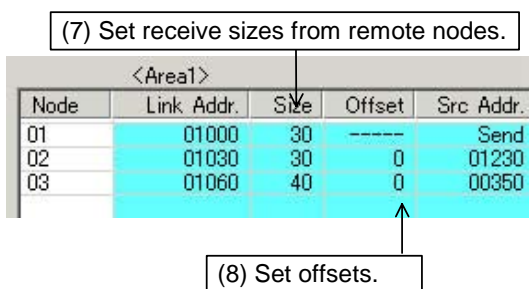 (7) Set receive sizes from remote nodes.
<Area1>
Node Link Addr. Size Offset Src Addr.
01 01000 30 ----- Send
02 01030 30 0 01230
03 01060 40 0 00350
(8) Set offsets.